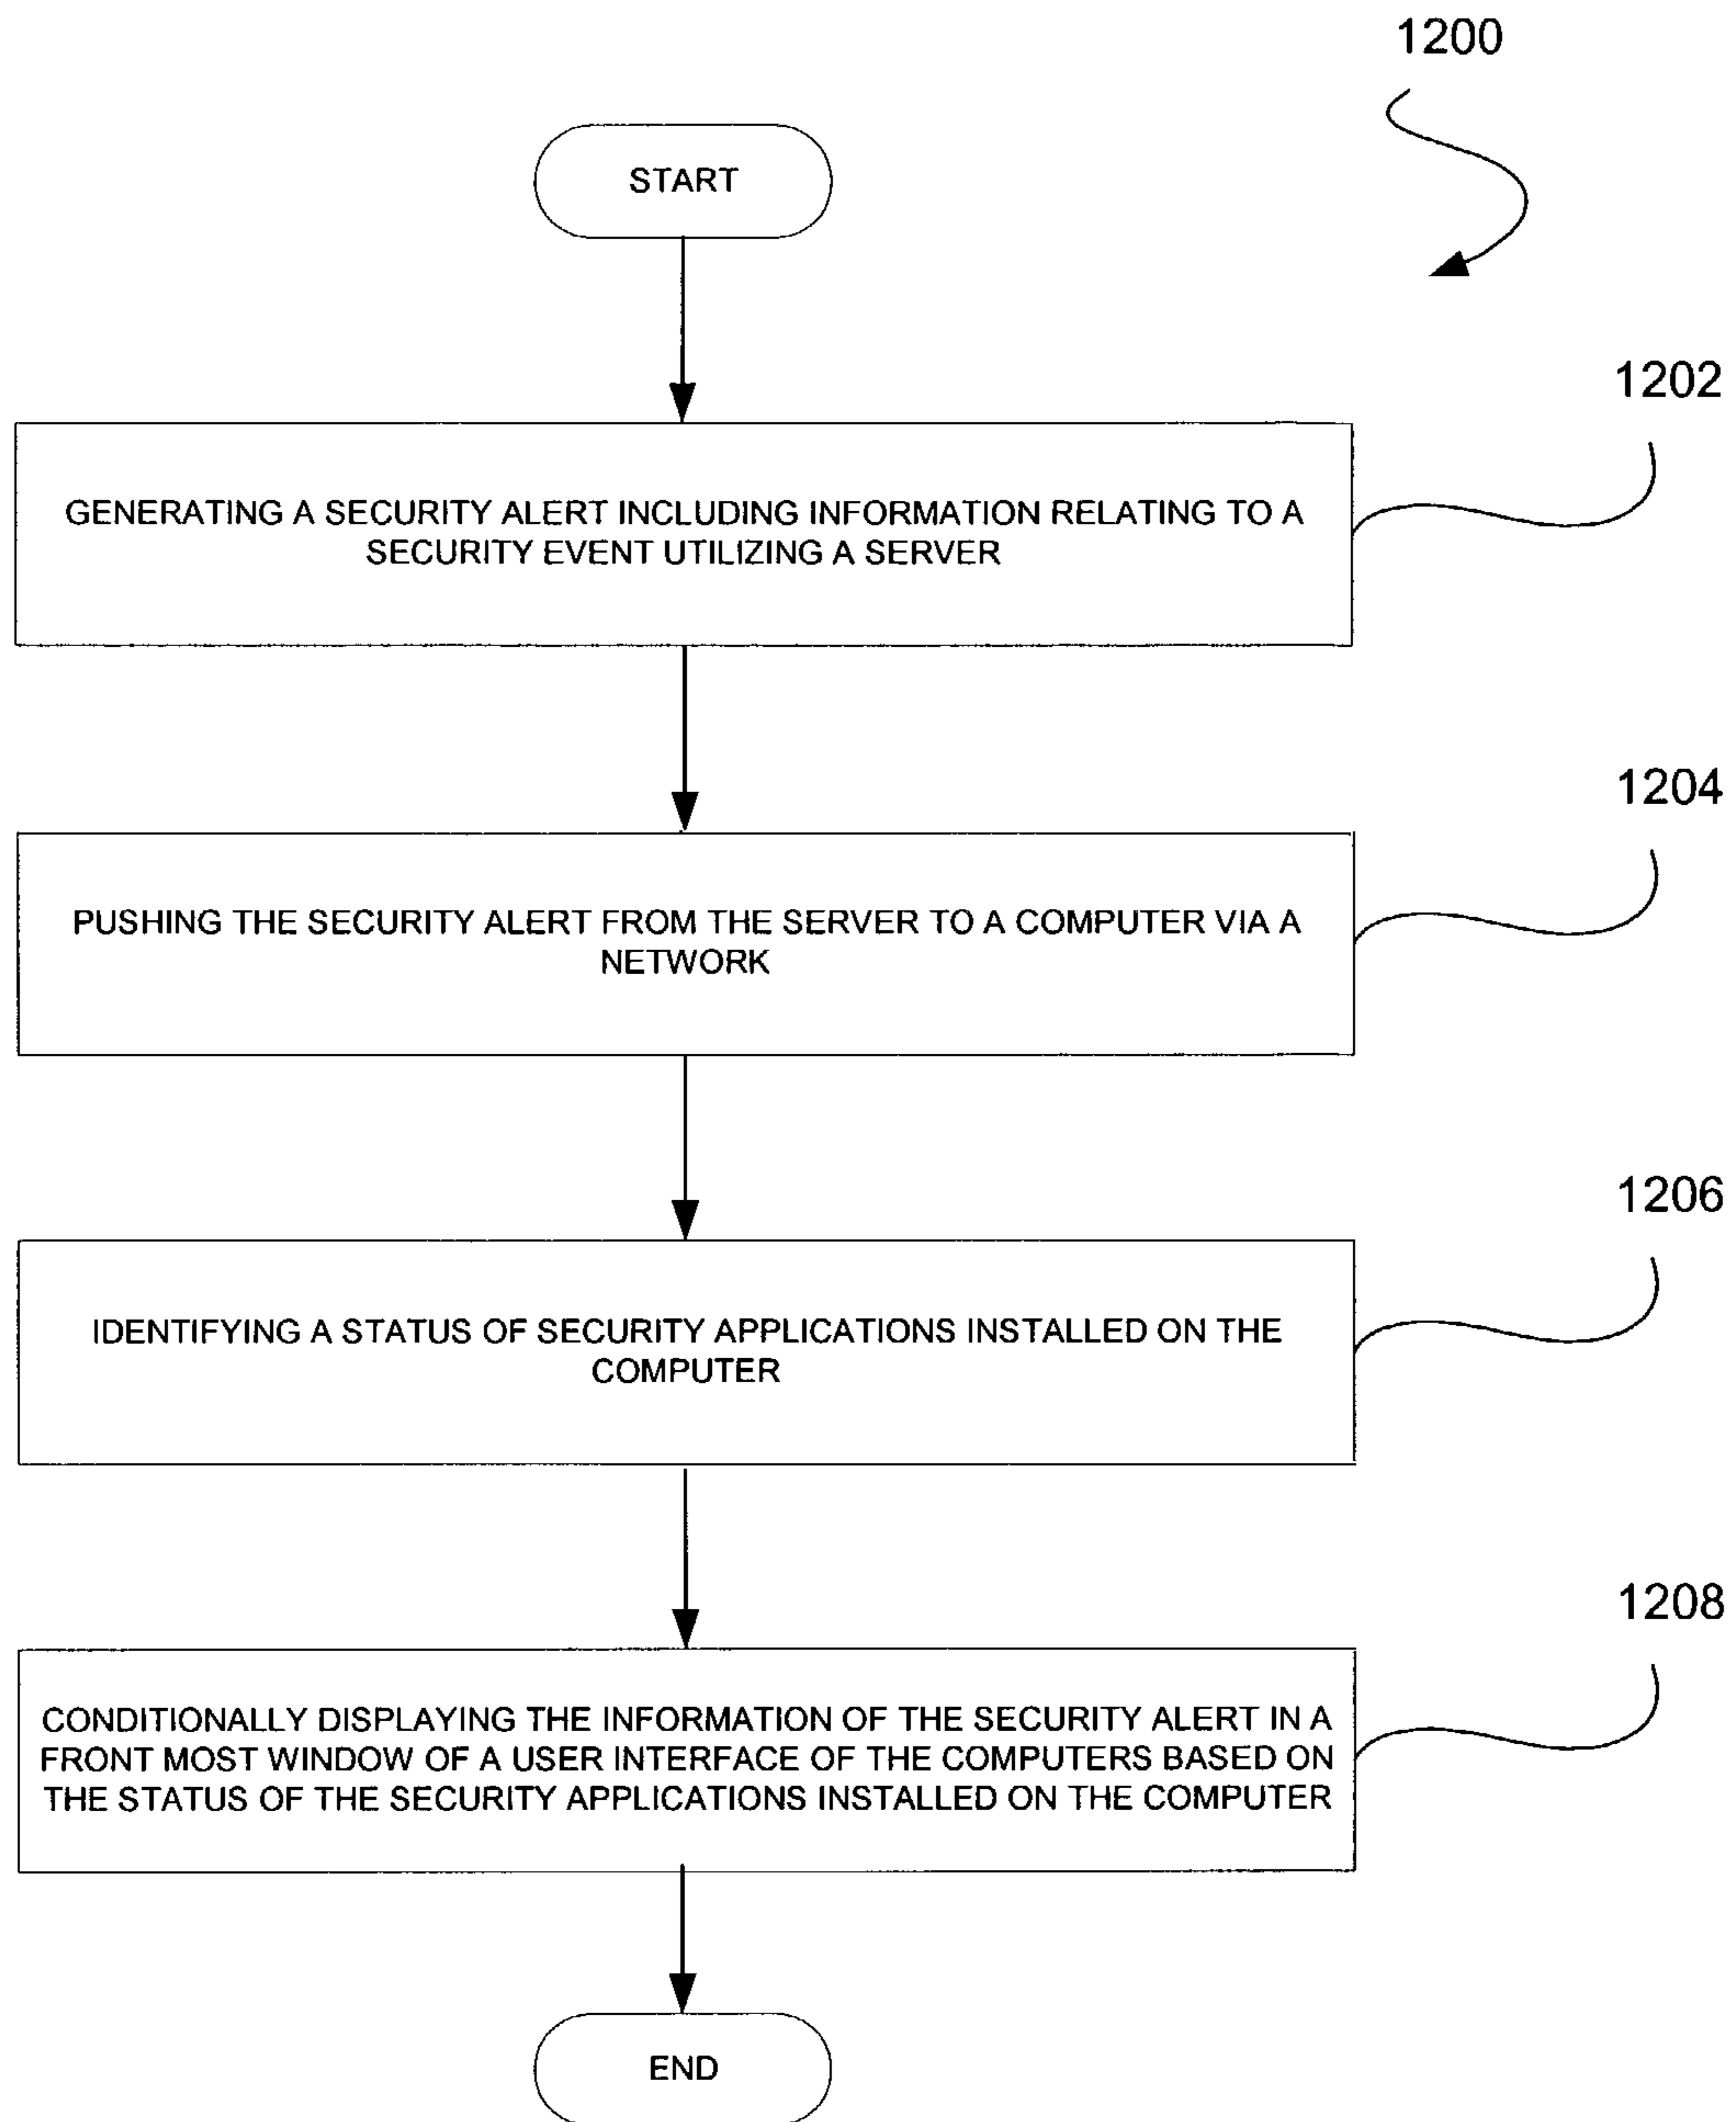 1200
START
1202
GENERATING A SECURITY ALERT INCLUDING INFORMATION RELATING TO A
SECURITY EVENT UTILIZING A SERVER
1204
PUSHING THE SECURITY ALERT FROM THE SERVER TO A COMPUTER VIA A
NETWORK
1206
IDENTIFYING A STATUS OF SECURITY APPLICATIONS INSTALLED ON THE
COMPUTER
1208
CONDITIONALLY DISPLAYING THE INFORMATION OF THE SECURITY ALERT IN A
FRONT MOST WINDOW OF A USER INTERFACE OF THE COMPUTERS BASED ON
THE STATUS OF THE SECURITY APPLICATIONS INSTALLED ON THE COMPUTER
END